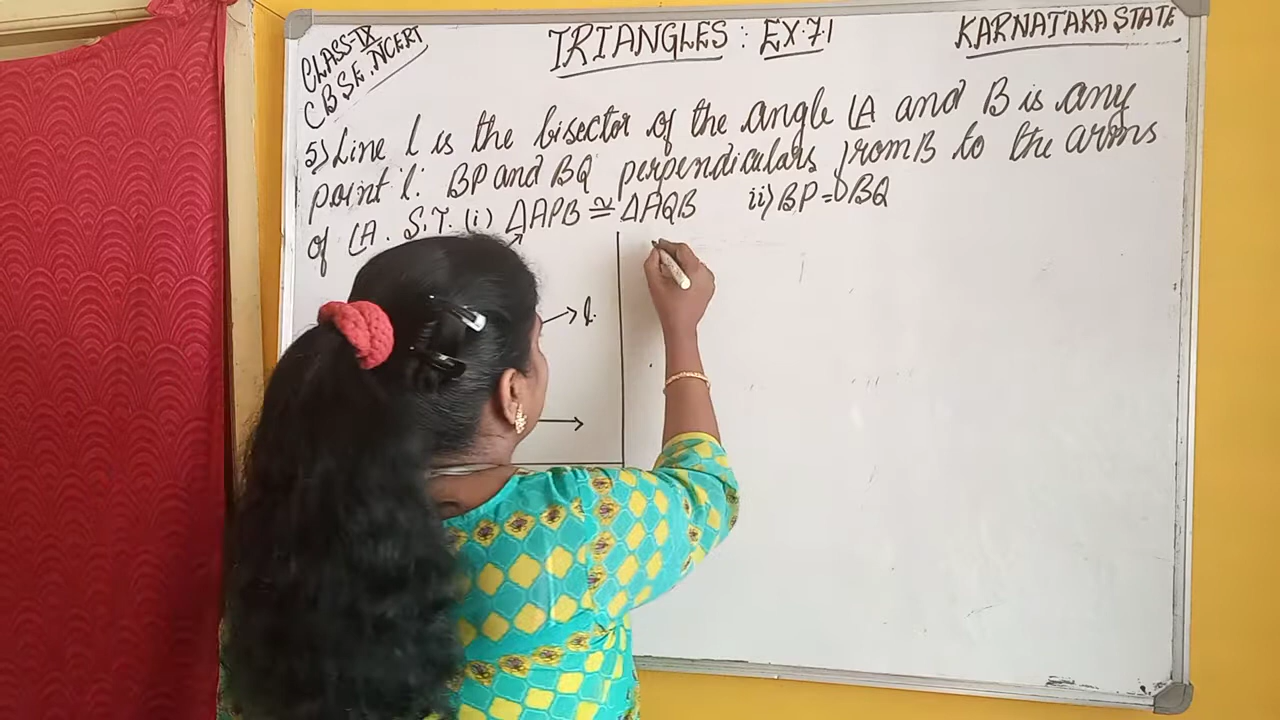 CLASS-IX
CBSE. NCERT
TRIANGLES : EX.7.1
KARNATAKA STATE
5) Line l is the bisector of the angle ∠A and B is any
point l. BP and BQ perpendiculars from B to the arms
of ∠A. S.T. (i) ΔAPB ≅ ΔAQB ii) BP = BQ
l.